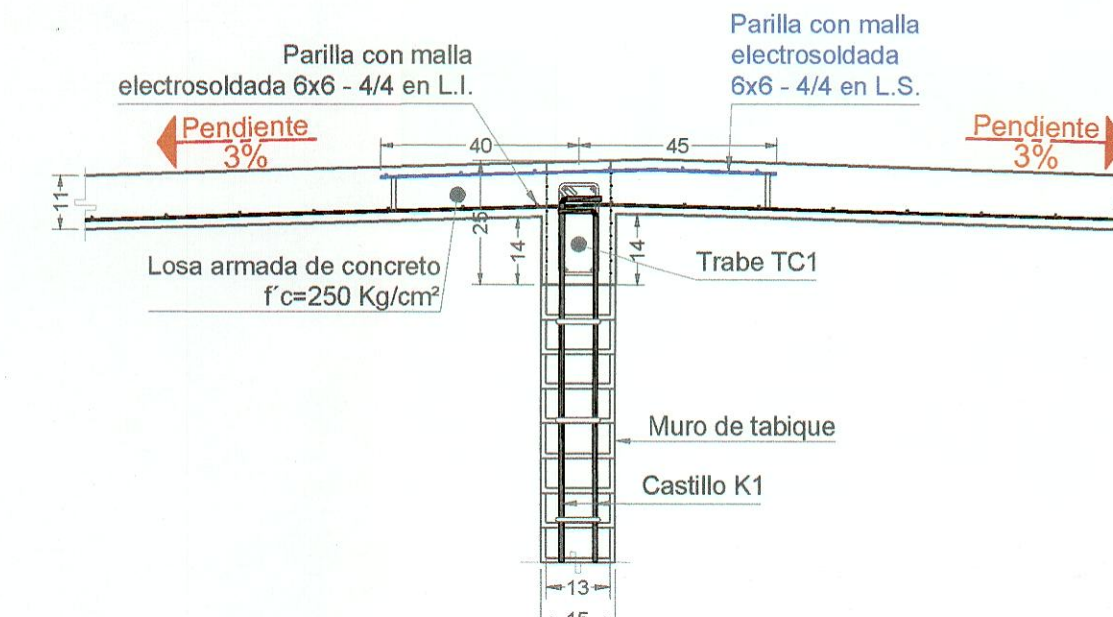 Parilla con malla
electrosoldada
6x6 - 4/4 en L.S.
Parilla con malla
electrosoldada 6x6 - 4/4 en L.I.
Pendiente
3%
Pendiente
3%
40
45
11
25
14
14
Losa armada de concreto
f´c=250 Kg/cm²
Trabe TC1
Muro de tabique
Castillo K1
13
15